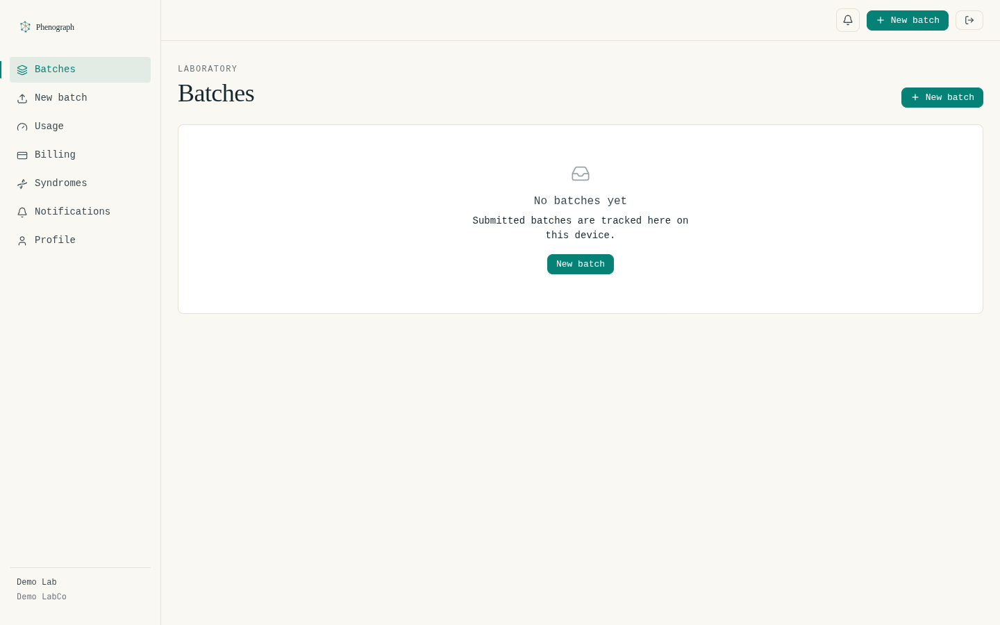 Phenograph
Batches
New batch
Usage
Billing
Syndromes
Notifications
Profile
Demo Lab
Demo LabCo
New batch
LABORATORY
Batches
New batch
No batches yet
Submitted batches are tracked here on
this device.
New batch